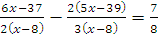 (6x-37)/(2(x-8)) - (2(5x-39))/(3(x-8)) = 7/8